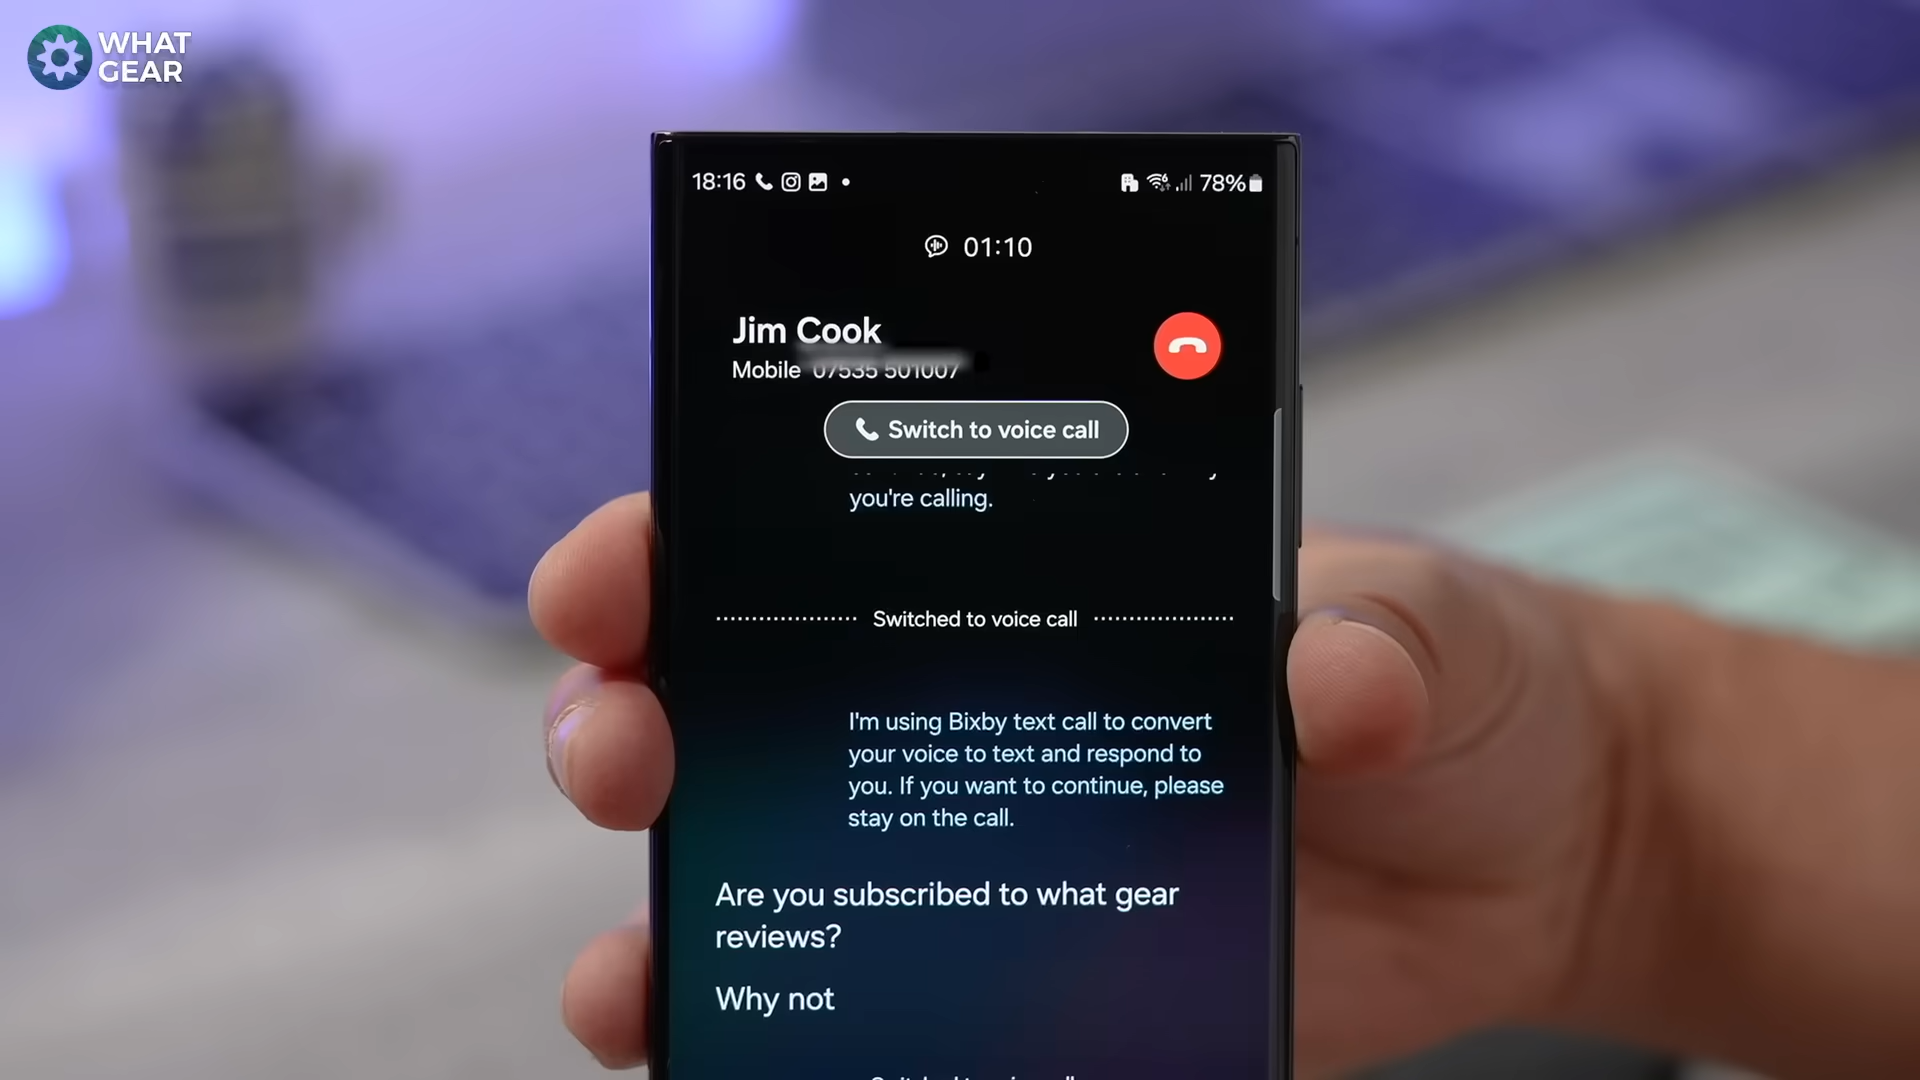 WHAT
GEAR
18:16
78%
01:10
Jim Cook
Mobile
Switch to voice call
you're calling.
Switched to voice call
I'm using Bixby text call to convert
your voice to text and respond to
you. If you want to continue, please
stay on the call.
Are you subscribed to what gear
reviews?
Why not